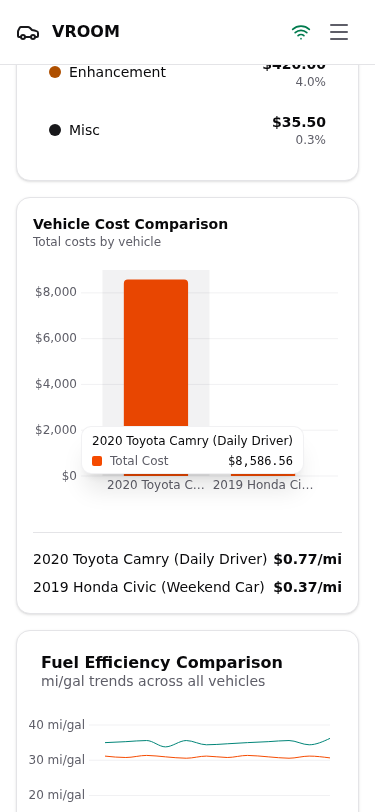 VROOM
Enhancement
$420.00
4.0%
Misc
$35.50
0.3%
Vehicle Cost Comparison
Total costs by vehicle
$8,000
$6,000
$4,000
$2,000
$0
2020 Toyota Camry (Daily Driver)
Total Cost $8,586.56
2020 Toyota C... 2019 Honda Ci...
2020 Toyota Camry (Daily Driver) $0.77/mi
2019 Honda Civic (Weekend Car) $0.37/mi
Fuel Efficiency Comparison
mi/gal trends across all vehicles
40 mi/gal
30 mi/gal
20 mi/gal